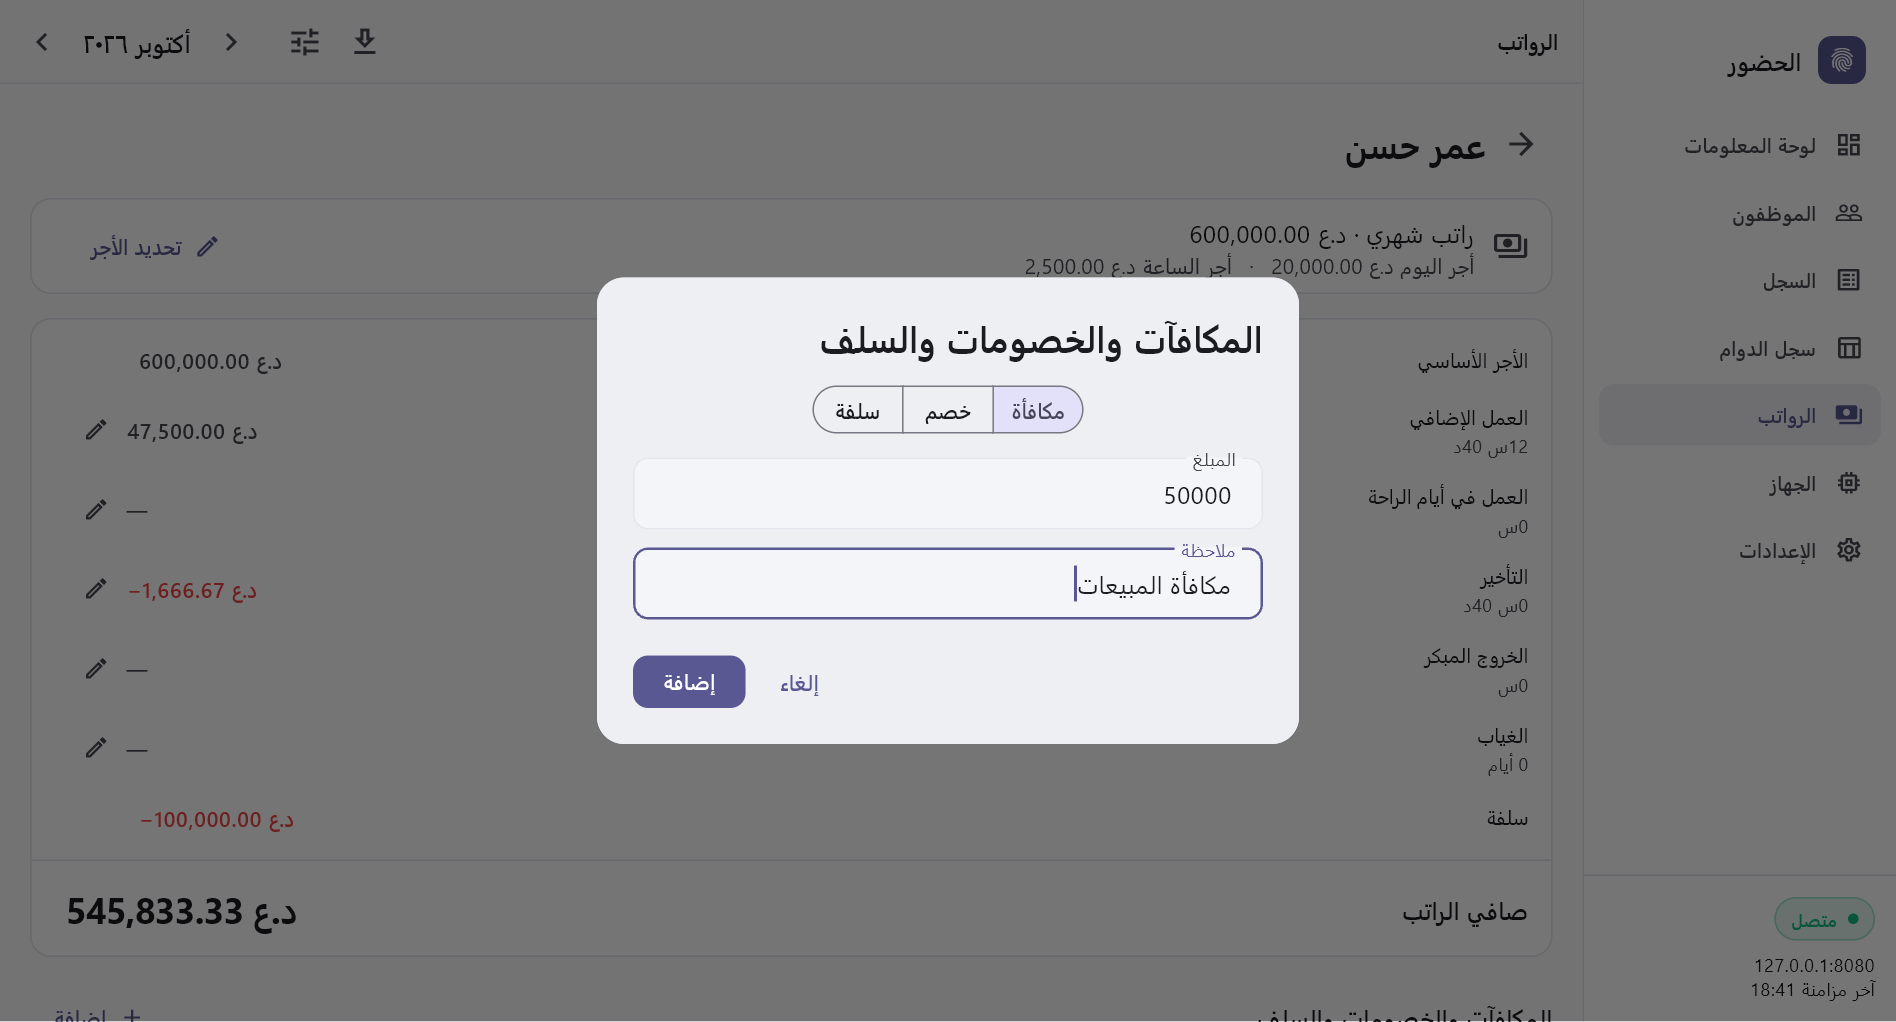 الحضور
لوحة المعلومات
الموظفون
السجل
سجل الدوام
الرواتب
الجهاز
الإعدادات
متصل
127.0.0.1:8080
آخر مزامنة 18:41
الرواتب
أكتوبر ٢٠٢٦
عمر حسن
راتب شهري · د.ع 600,000.00
أجر اليوم د.ع 20,000.00 · أجر الساعة د.ع 2,500.00
تحديد الأجر
المكافآت والخصومات والسلف
مكافأة
خصم
سلفة
المبلغ
50000
ملاحظة
مكافأة المبيعات
إلغاء
إضافة
الأجر الأساسي
د.ع 600,000.00
العمل الإضافي
12س 40د
د.ع 47,500.00
العمل في أيام الراحة
0س
—
التأخير
0س 40د
د.ع 1,666.67−
الخروج المبكر
0س
—
الغياب
0 أيام
—
سلفة
د.ع 100,000.00−
صافي الراتب
د.ع 545,833.33
المكافآت والخصومات والسلف
إضافة